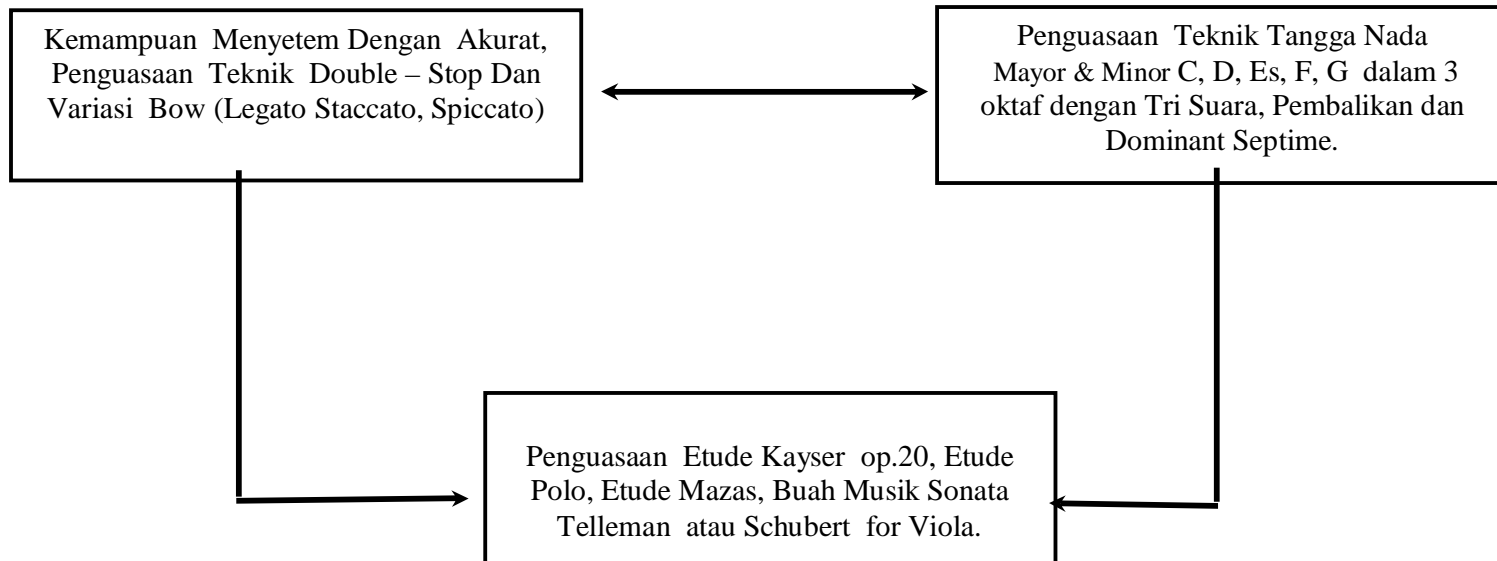 Kemampuan Menyetem Dengan Akurat,
Penguasaan Teknik Double – Stop Dan
Variasi Bow (Legato Staccato, Spiccato)
Penguasaan Teknik Tangga Nada
Mayor & Minor C, D, Es, F, G dalam 3
oktaf dengan Tri Suara, Pembalikan dan
Dominant Septime.
Penguasaan Etude Kayser op.20, Etude
Polo, Etude Mazas, Buah Musik Sonata
Telleman atau Schubert for Viola.